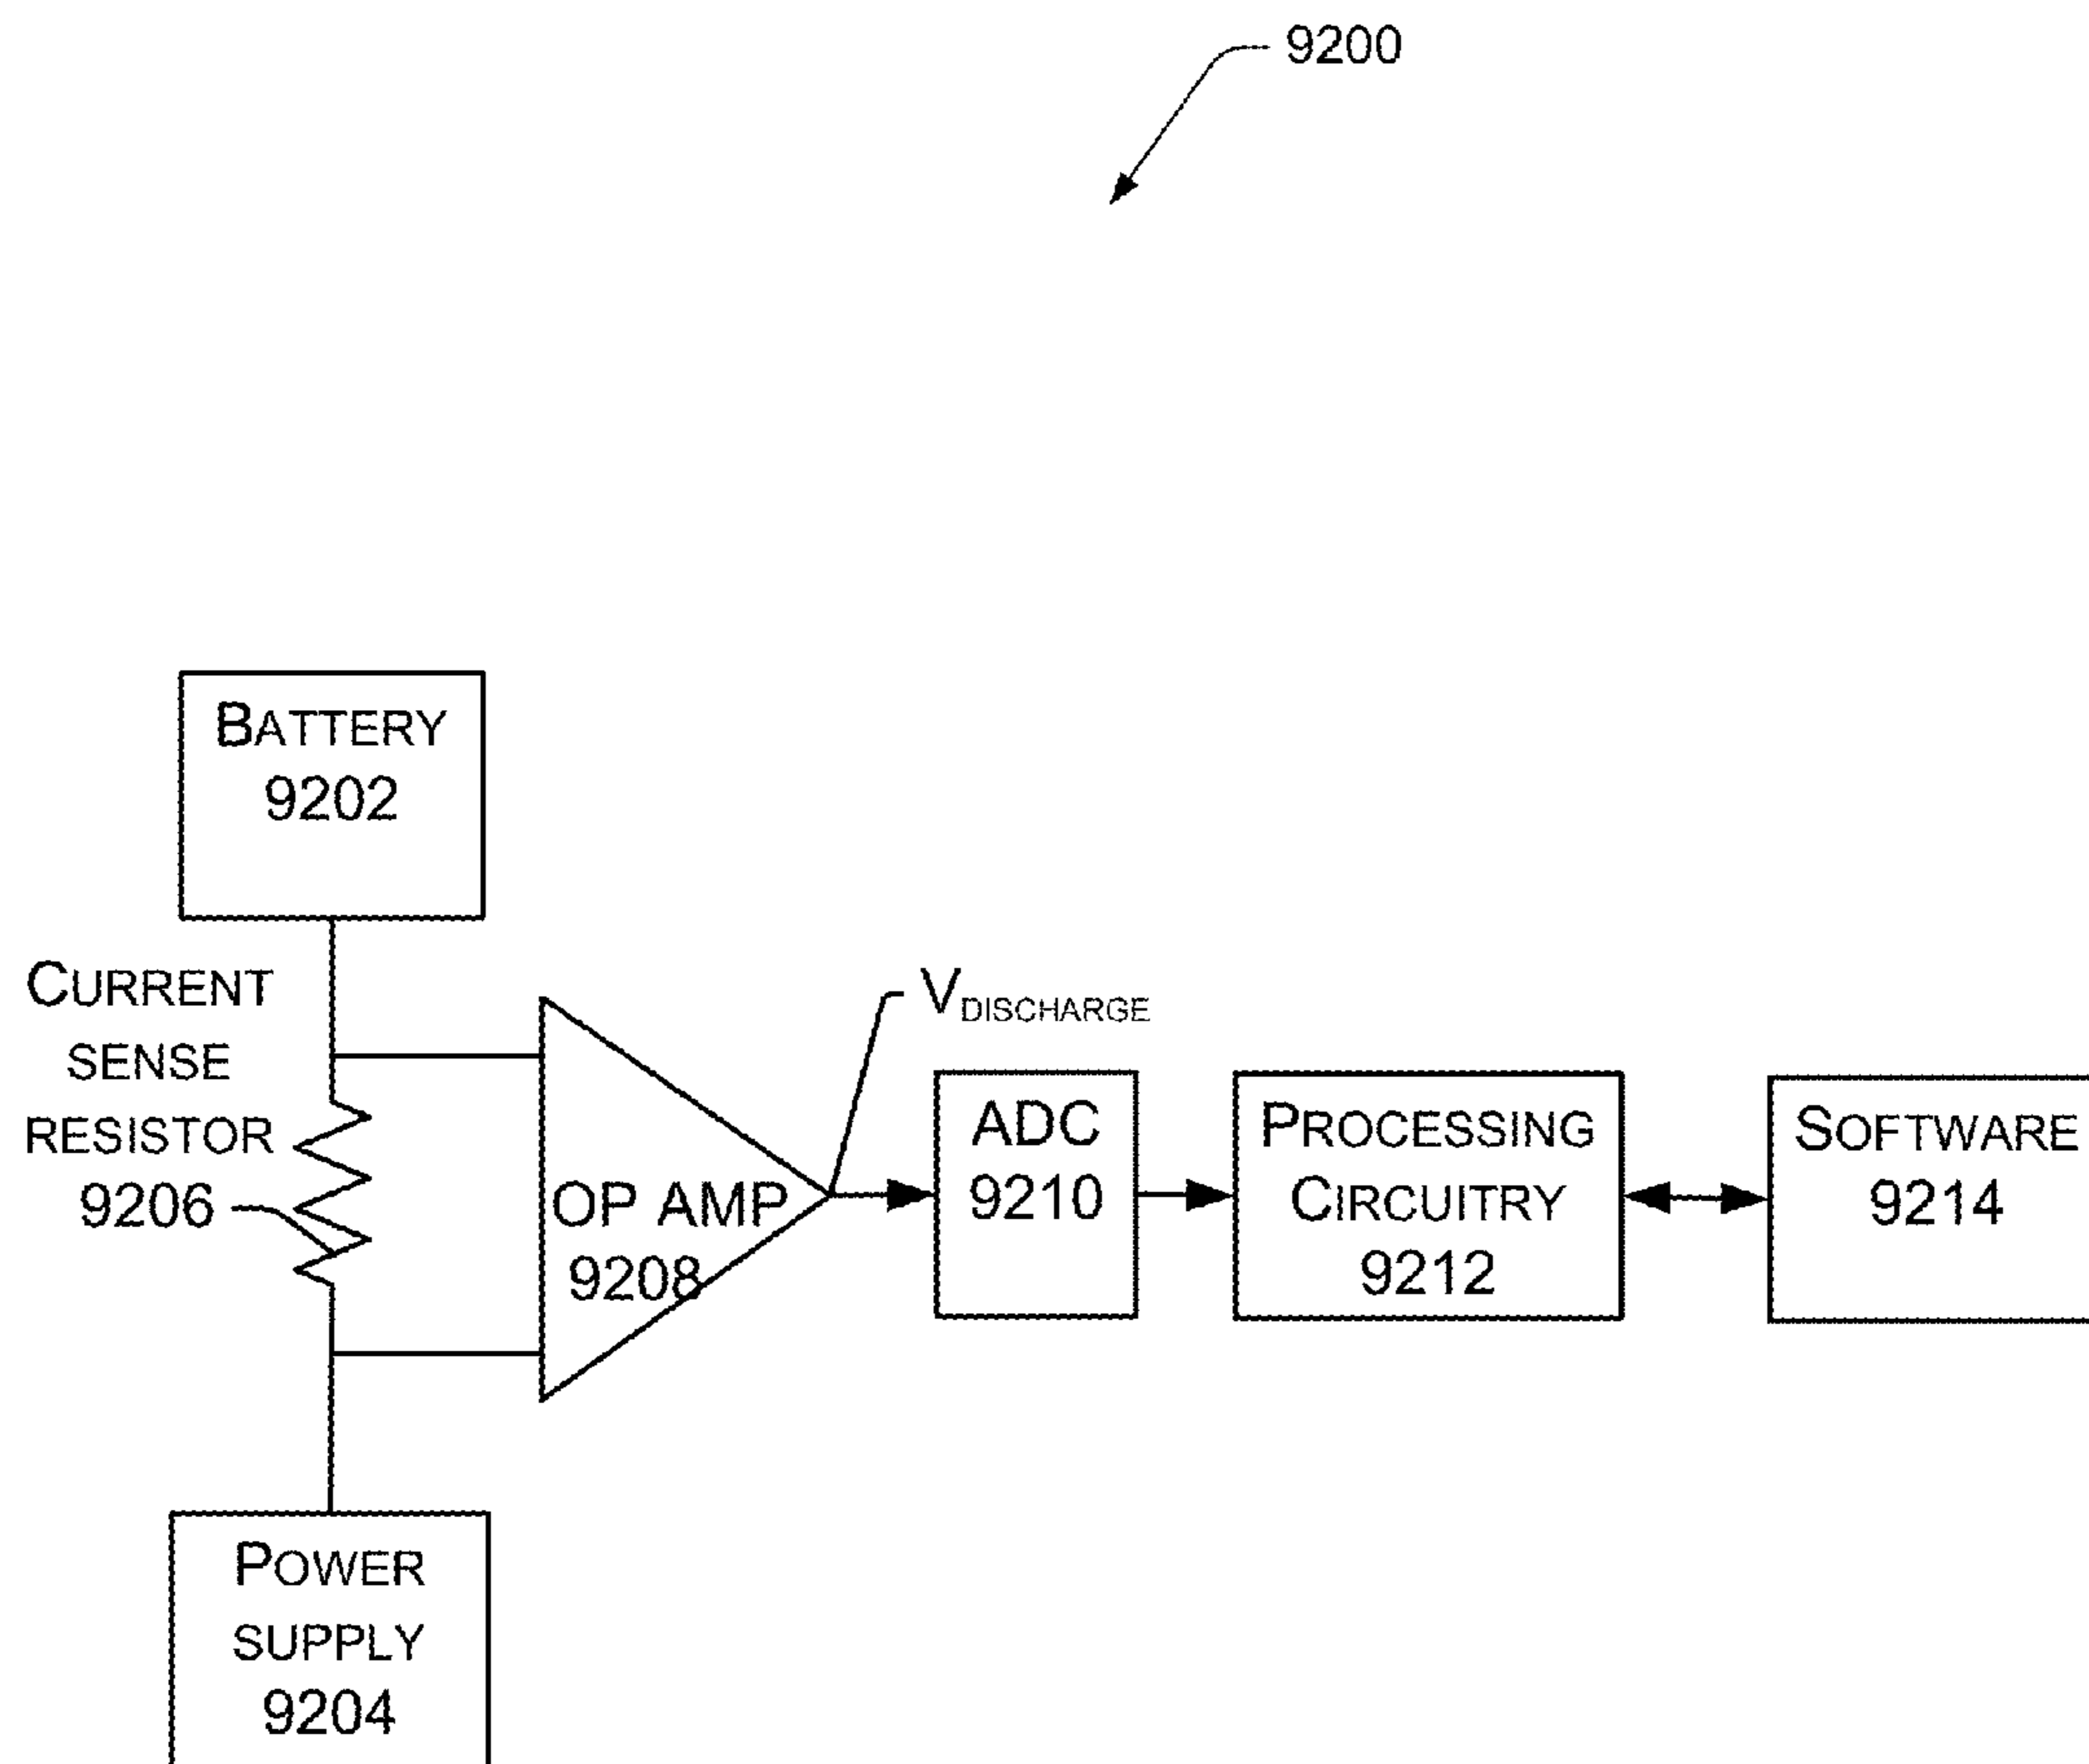 9200
BATTERY
9202
CURRENT
SENSE
RESISTOR
9206
OP AMP
9208
VDISCHARGE
ADC
9210
PROCESSING
CIRCUITRY
9212
SOFTWARE
9214
POWER
SUPPLY
9204